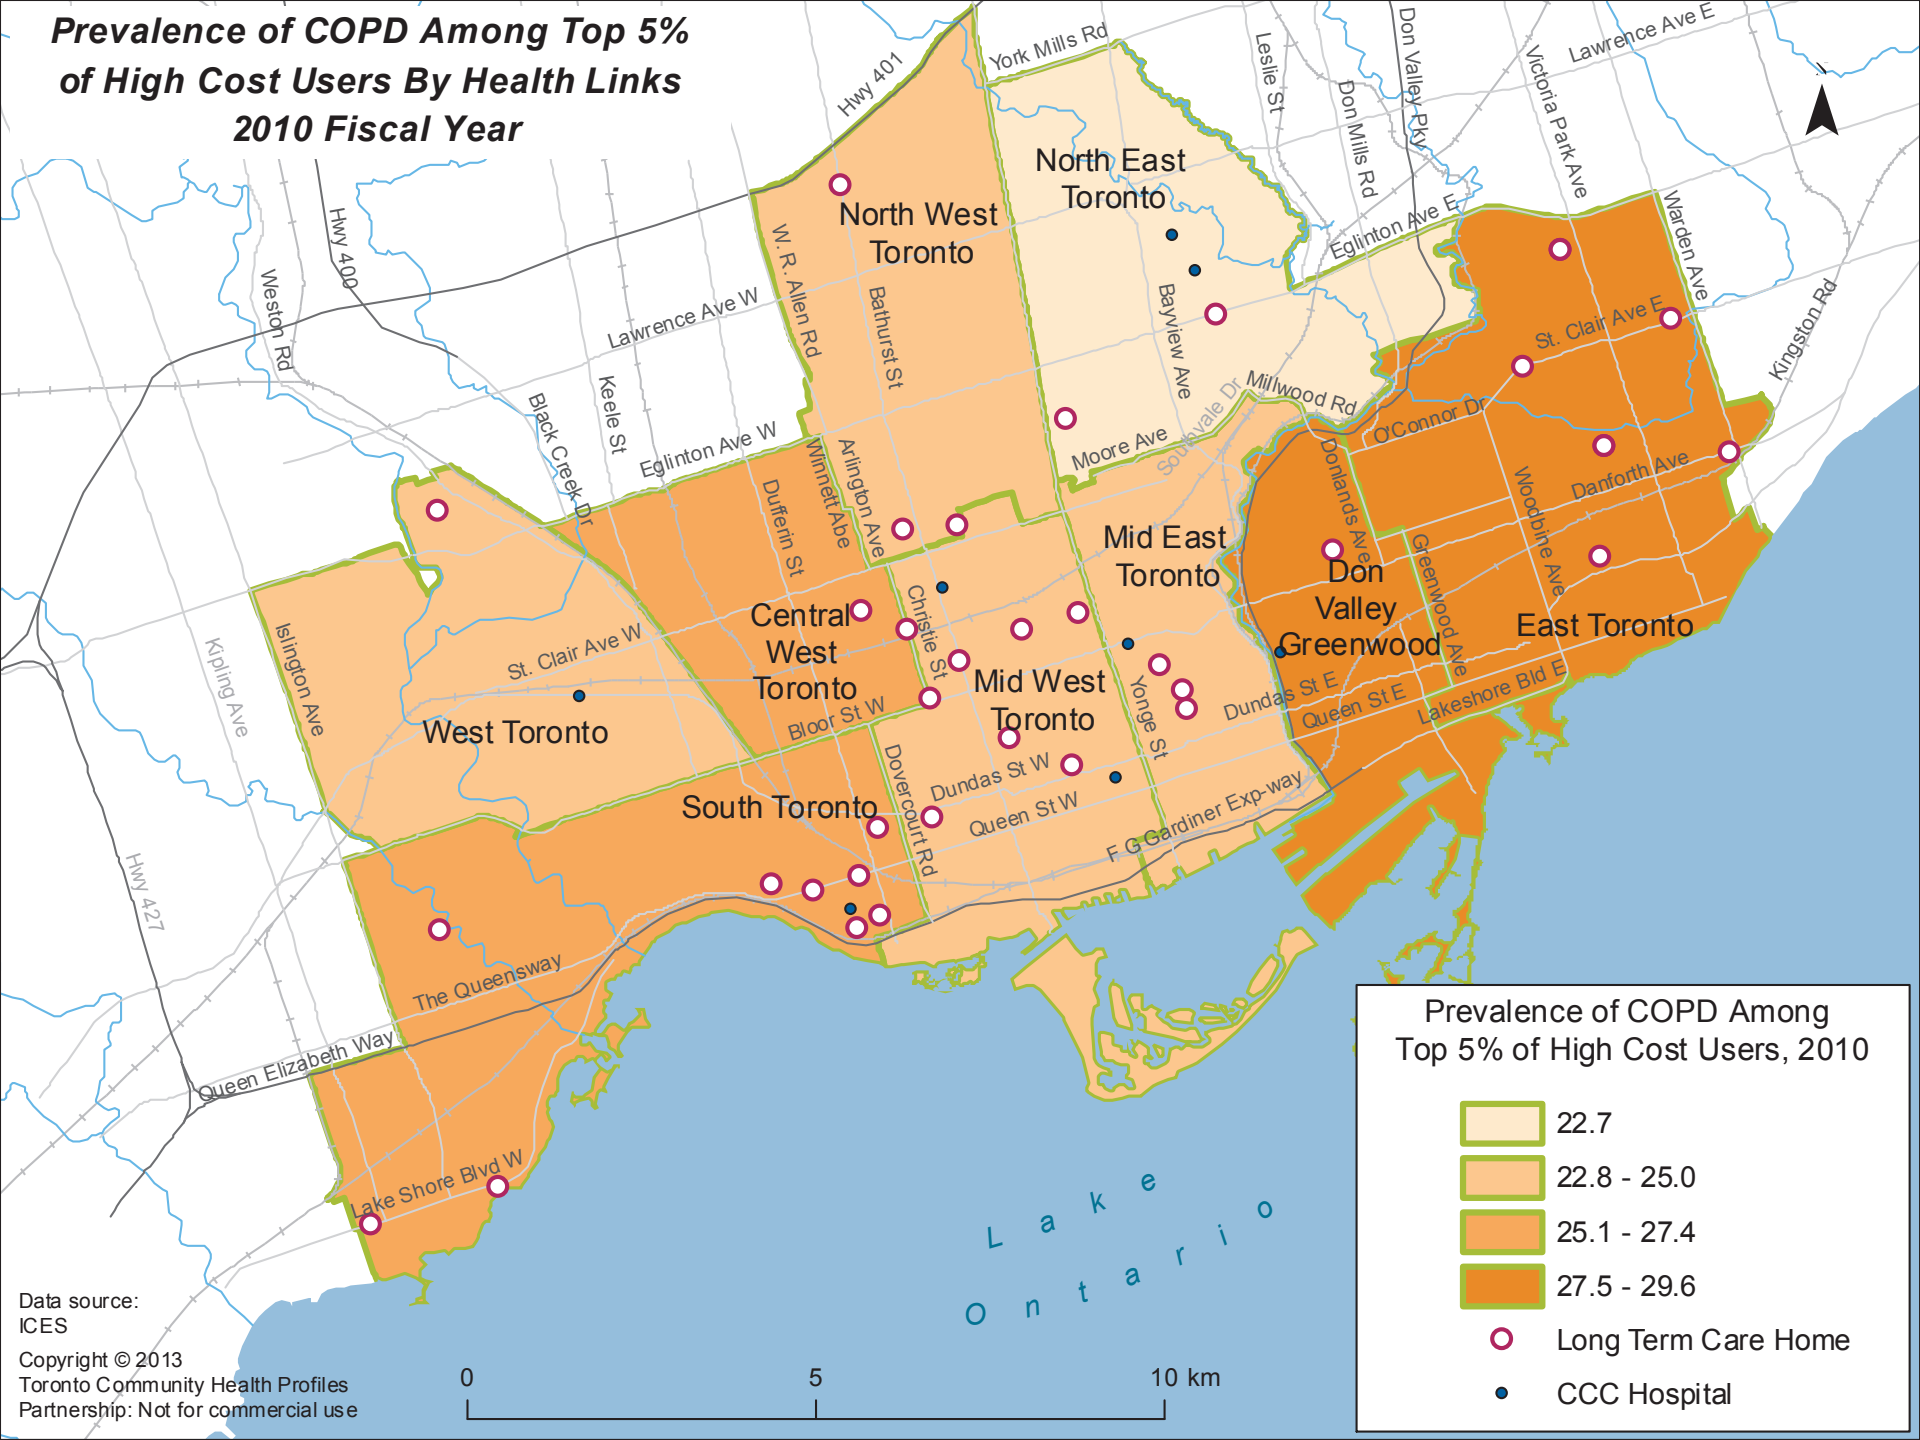 Prevalence of COPD Among Top 5%
of High Cost Users By Health Links
2010 Fiscal Year
Hwy 401
York Mills Rd
Leslie St
Don Mills Rd
Don Valley Pky
Victoria Park Ave
Lawrence Ave E
N
North East
Toronto
North West
Toronto
Hwy 400
Weston Rd
W. R. Allen Rd
Bathurst St
Lawrence Ave W
Bayview Ave
Eglinton Ave E
Warden Ave
Kingston Rd
St. Clair Ave E
Millwood Rd
Southvale Dr
Moore Ave
O'Connor Dr
Donlands Ave
Danforth Ave
Woodbine Ave
Greenwood Ave
Keele St
Black Creek Dr
Eglinton Ave W
Winnett Abe
Arlington Ave
Dufferin St
Mid East
Toronto
Don
Valley
Greenwood
East Toronto
Central
West
Toronto
Christie St
Mid West
Toronto
Yonge St
Kipling Ave
Islington Ave
St. Clair Ave W
West Toronto
Bloor St W
Dundas St E
Queen St E
Lakeshore Bld E
South Toronto
Dovercourt Rd
Dundas St W
Queen St W
F G Gardiner Exp-way
Hwy 427
The Queensway
Queen Elizabeth Way
Lake Shore Blvd W
Lake
Ontario
Prevalence of COPD Among
Top 5% of High Cost Users, 2010
22.7
22.8 - 25.0
25.1 - 27.4
27.5 - 29.6
Long Term Care Home
CCC Hospital
Data source:
ICES
Copyright © 2013
Toronto Community Health Profiles
Partnership: Not for commercial use
0 5 10 km